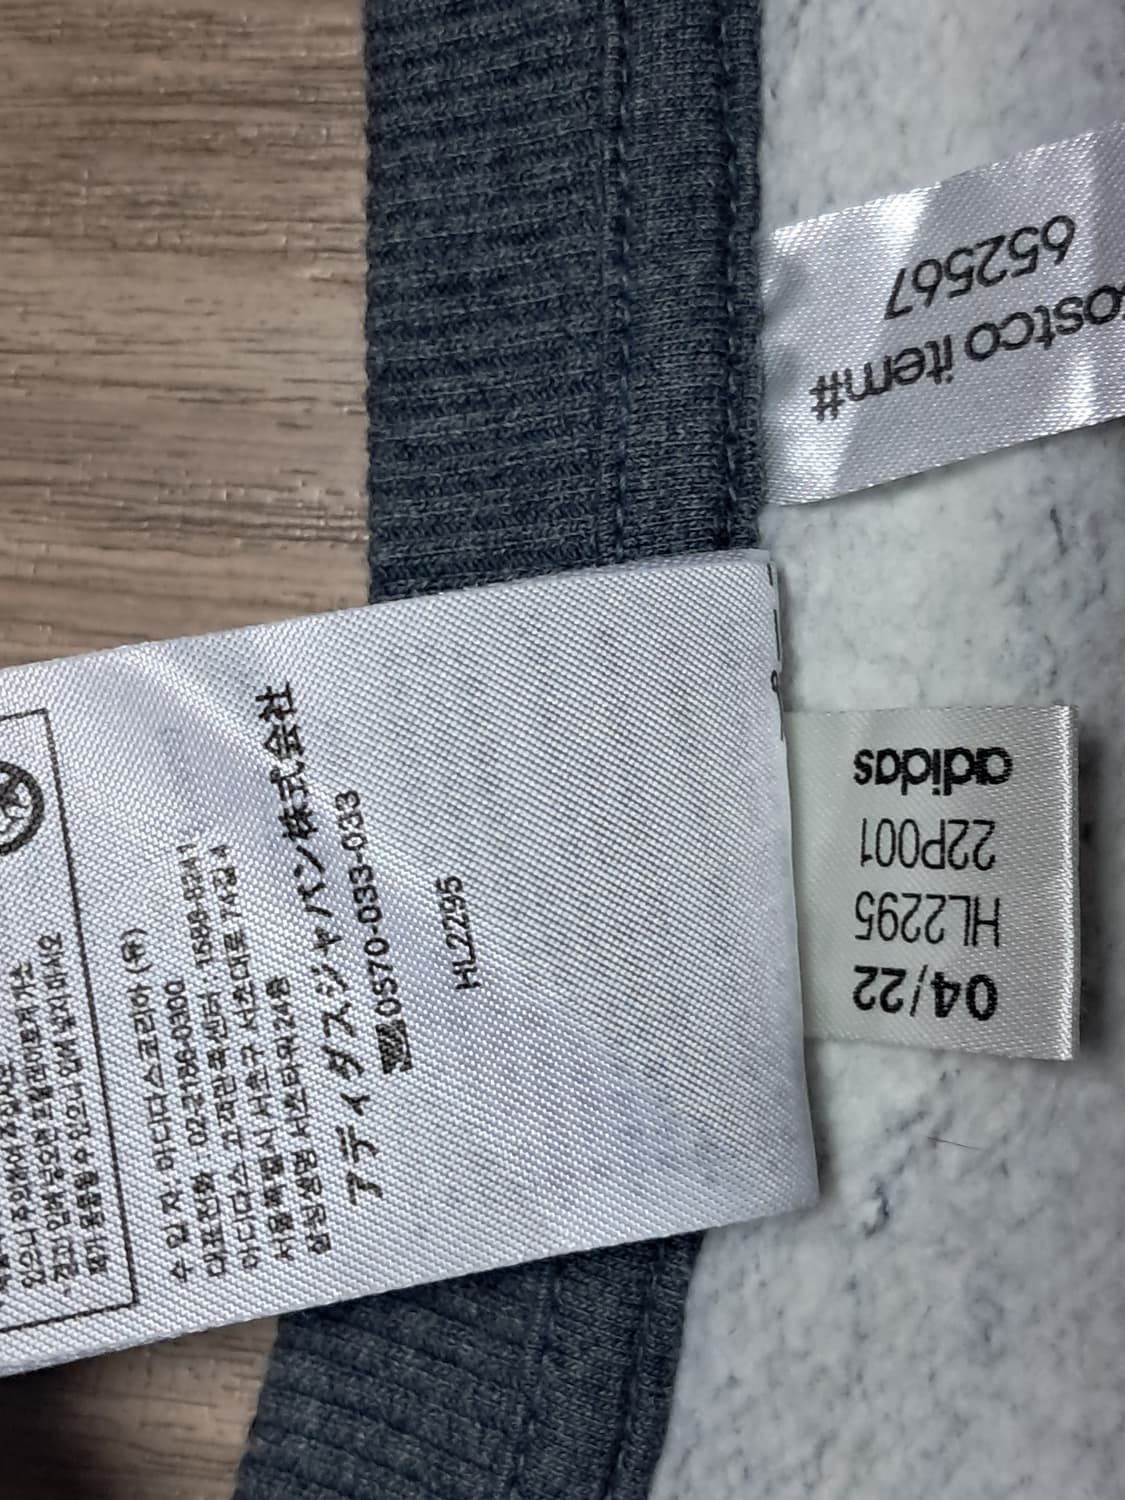 Costco item#
652567
04/22
HL2295
22P001
adidas
수 입 자: 아디다스코리아 (유)
대표전화 : 02-2186-0300
아디다스 고객만족센터 : 1588-8241
서울특별시 서초구 서초대로 74길 4
삼성생명 서초타워 24층
アディダスジャパン株式会社
0570-033-033
HL2295